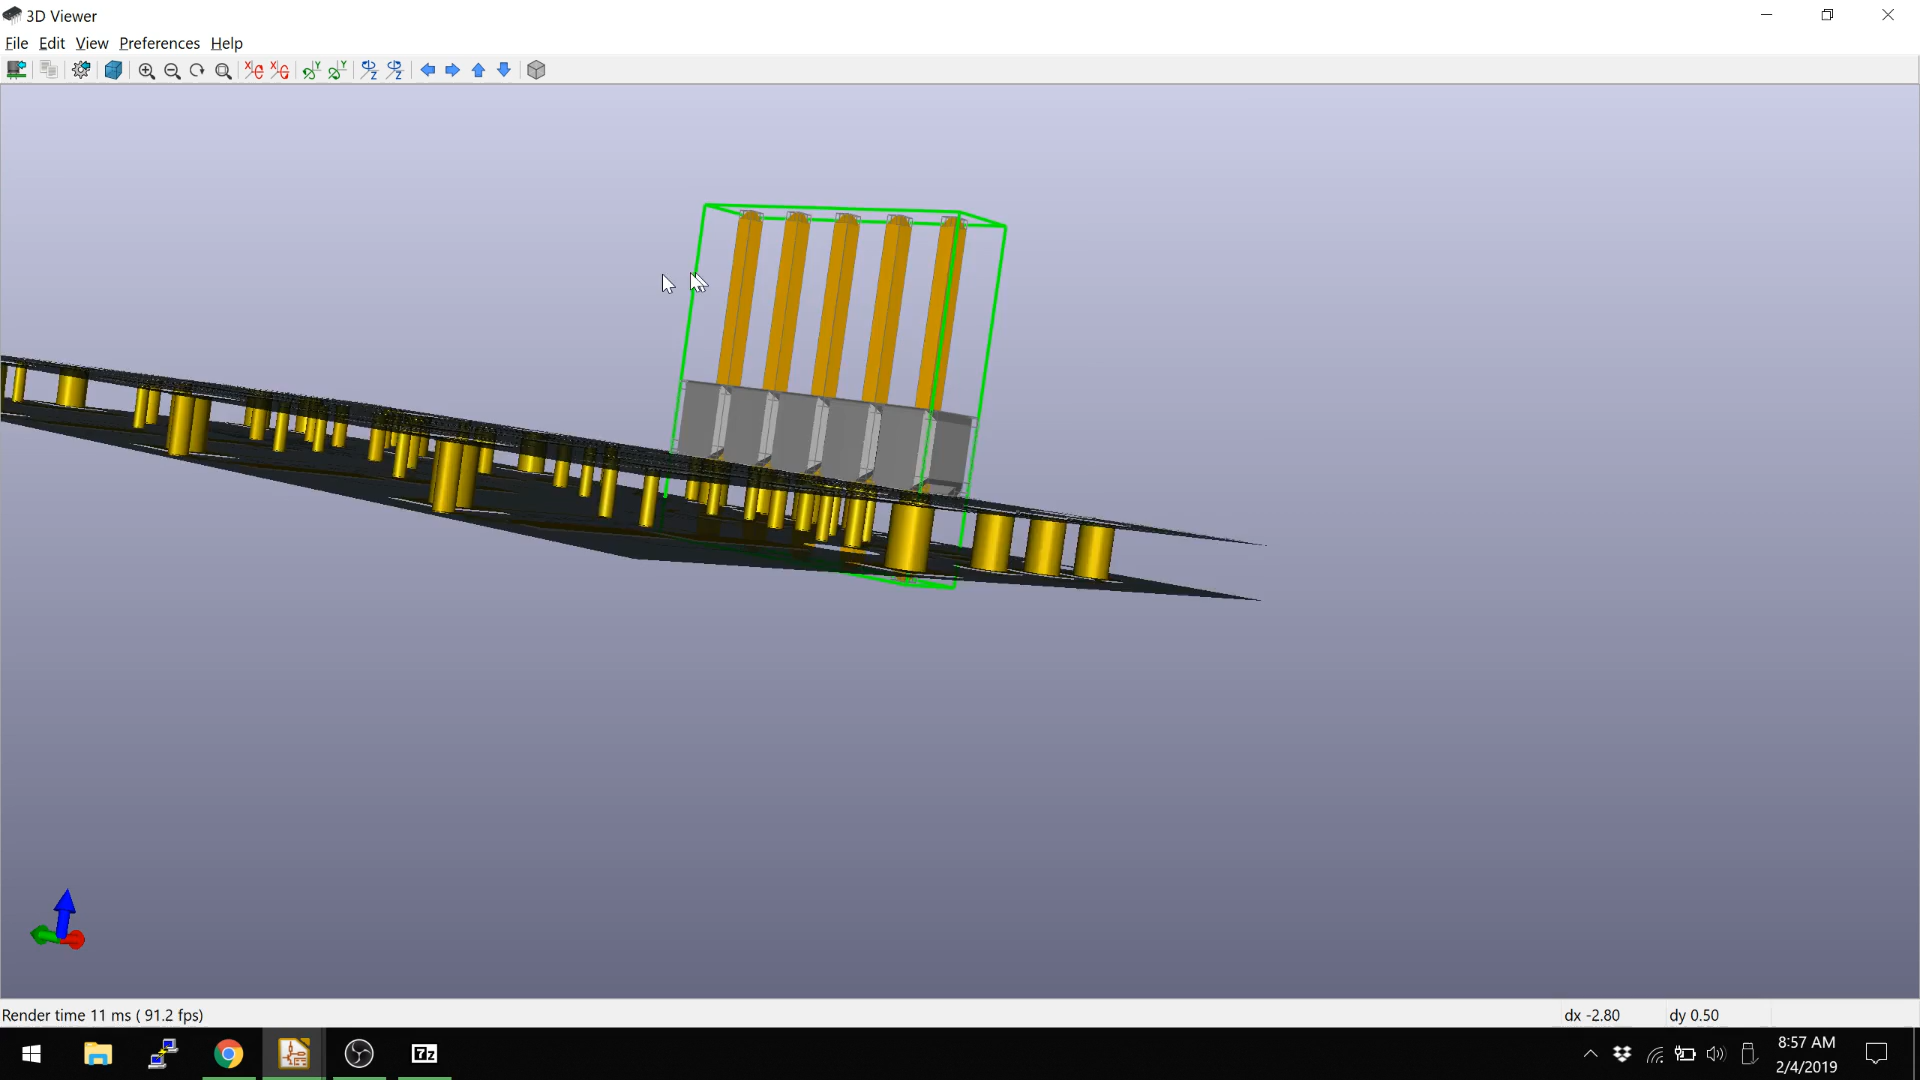 3D Viewer
File Edit View Preferences Help
X X Y Y Z Z
Render time 11 ms ( 91.2 fps)
dx -2.80
dy 0.50
7z
8:57 AM
2/4/2019